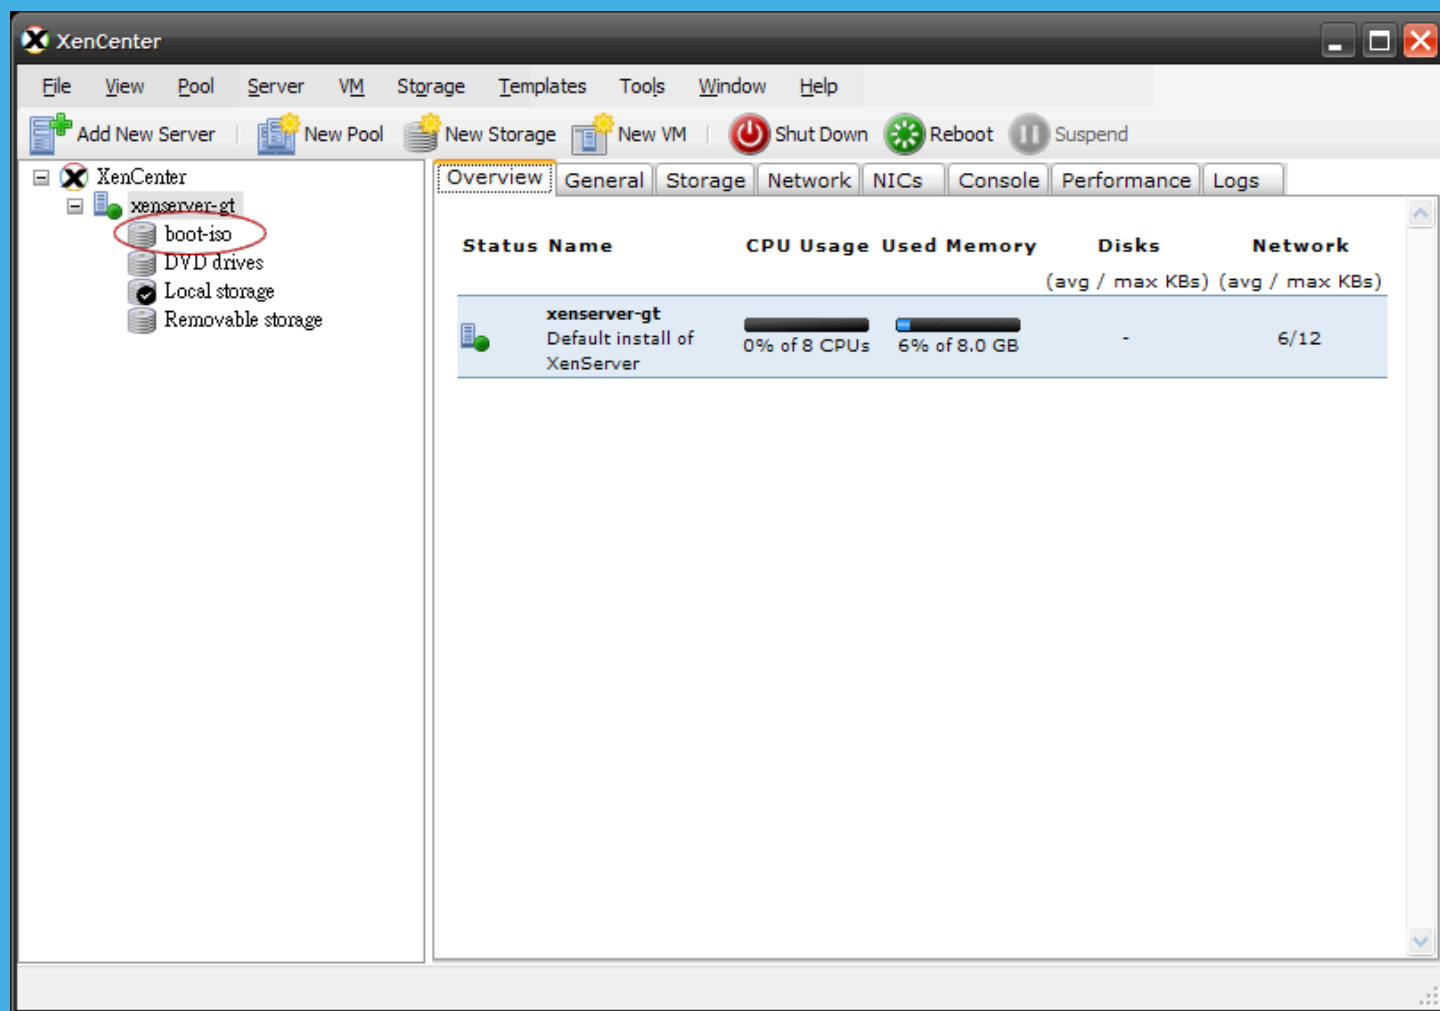 XenCenter
File View Pool Server VM Storage Templates Tools Window Help
Add New Server New Pool New Storage New VM Shut Down Reboot Suspend
XenCenter
xenserver-gt
boot-iso
DVD drives
Local storage
Removable storage
Overview General Storage Network NICs Console Performance Logs
Status Name CPU Usage Used Memory Disks Network
(avg / max KBs) (avg / max KBs)
xenserver-gt
Default install of
XenServer
0% of 8 CPUs 6% of 8.0 GB - 6/12